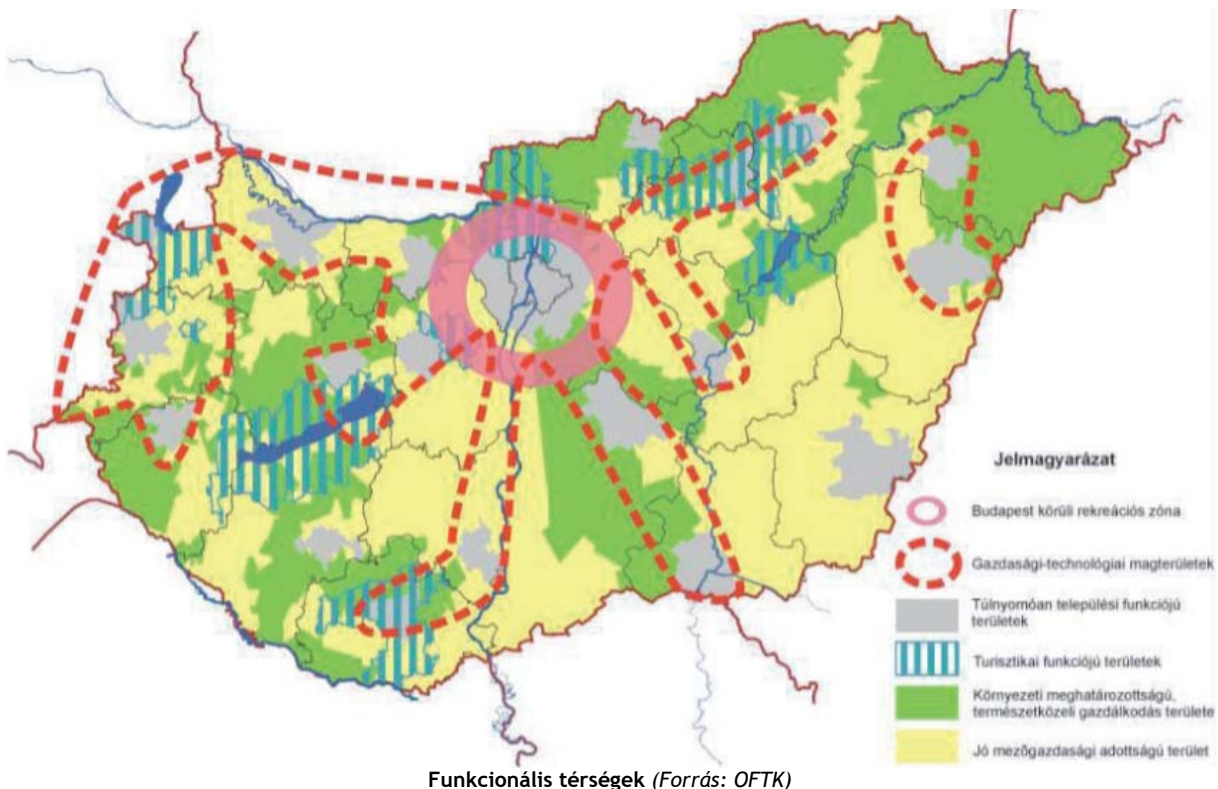 Jelmagyarázat
Budapest körüli rekreációs zóna
Gazdasági-technológiai magterületek
Túlnyomóan települési funkciójú
területek
Turisztikai funkciójú területek
Környezeti meghatározottságú,
természetközeli gazdálkodás területe
Jó mezőgazdasági adottságú terület
Funkcionális térségek (Forrás: OFTK)